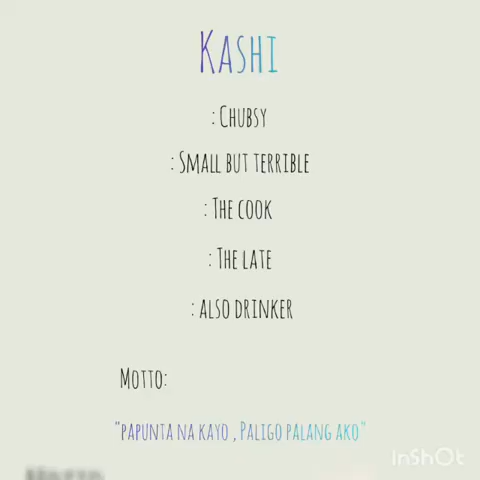 Kashi
: Chubsy
: Small but terrible
: The cook
: The late
: also drinker
Motto:
"papunta na kayo , Paligo palang ako"
InShOt